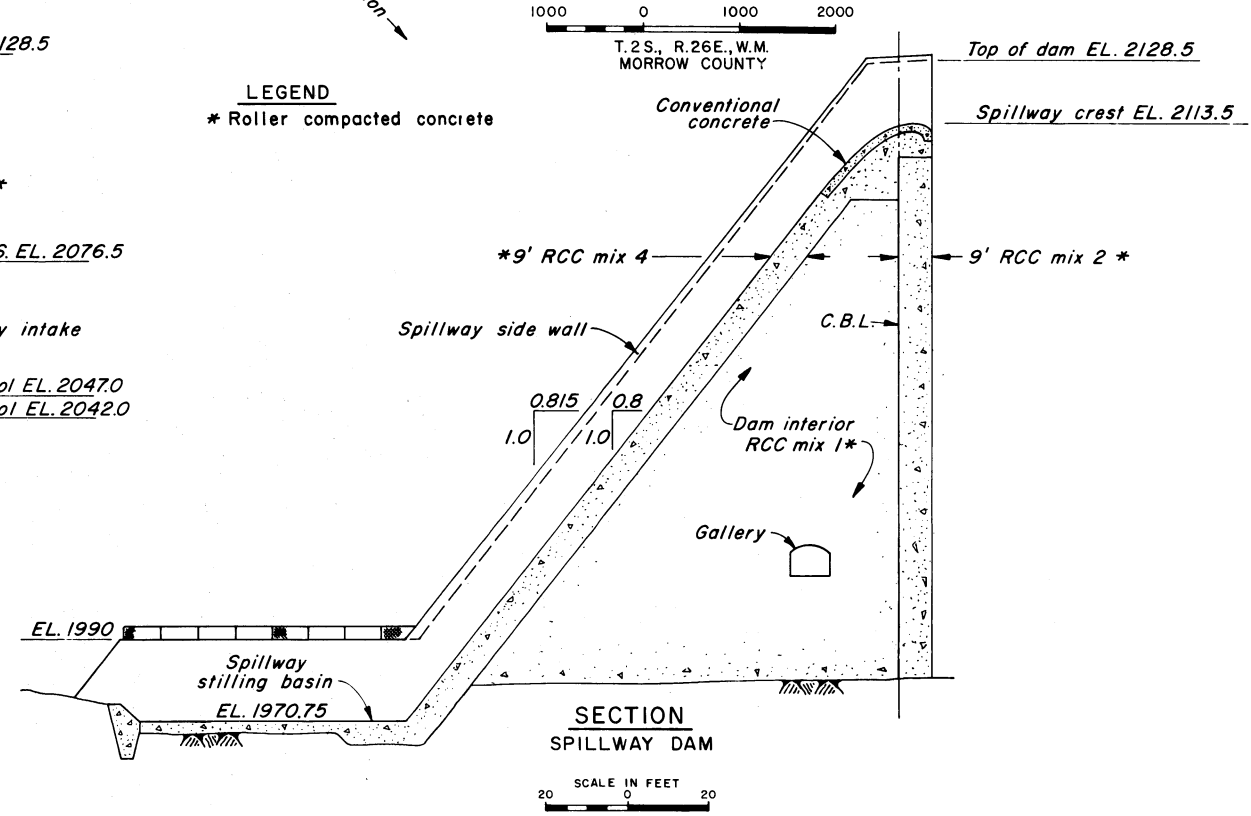 on
1000 0 1000 2000
T.2S., R.26E., W.M.
MORROW COUNTY
128.5
Top of dam EL. 2128.5
LEGEND
* Roller compacted concrete
Conventional
concrete
Spillway crest EL. 2113.5
*
S. EL. 2076.5
*9' RCC mix 4
9' RCC mix 2 *
y intake
Spillway side wall
C.B.L.
ol EL. 2047.0
ol EL. 2042.0
0.815
1.0
0.8
1.0
Dam interior
RCC mix 1*
Gallery
EL. 1990
Spillway
stilling basin
EL. 1970.75
SECTION
SPILLWAY DAM
SCALE IN FEET
20 0 20